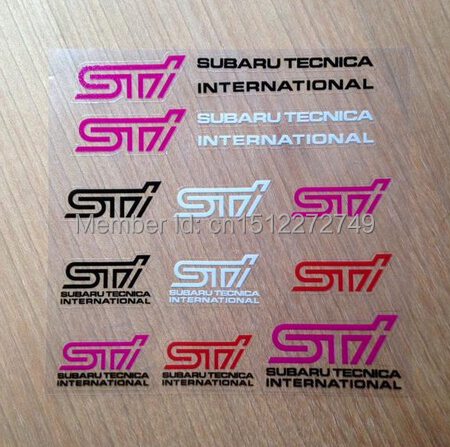 STI SUBARU TECNICA
INTERNATIONAL
STI SUBARU TECNICA
INTERNATIONAL
STI STI STI
Member Id: cn1512272749
STI STI STI
SUBARU TECNICA SUBARU TECNICA
INTERNATIONAL INTERNATIONAL
STI STI STI
SUBARU TECNICA SUBARU TECNICA SUBARU TECNICA
INTERNATIONAL INTERNATIONAL INTERNATIONAL